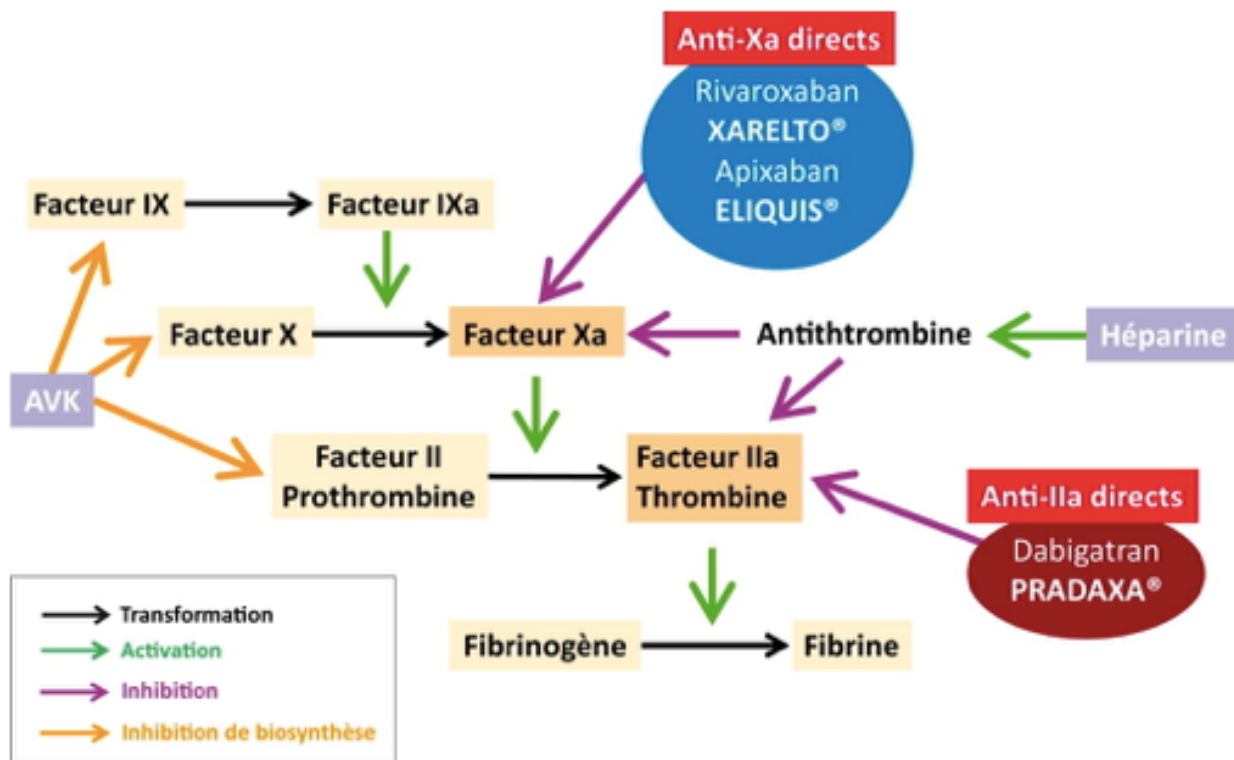 Anti-Xa directs
Rivaroxaban
XARELTO®
Apixaban
ELIQUIS®
Facteur IX
Facteur IXa
Facteur X
Facteur Xa
Antithtrombine
Héparine
AVK
Facteur II
Prothrombine
Facteur IIa
Thrombine
Anti-IIa directs
Dabigatran
PRADAXA®
Fibrinogène
Fibrine
Transformation
Activation
Inhibition
Inhibition de biosynthèse